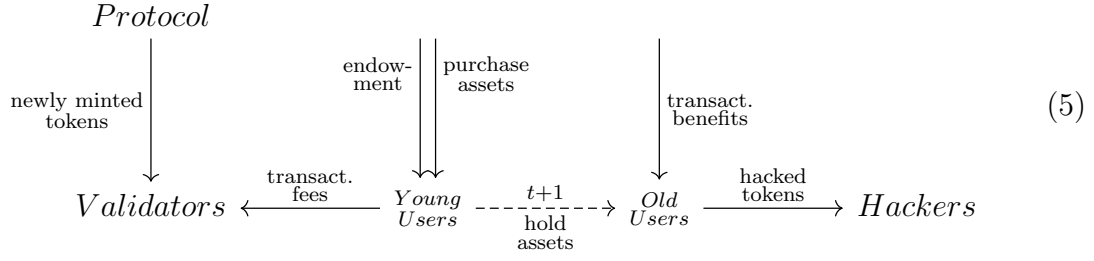 Protocol
newly minted
tokens
endow-
ment
purchase
assets
transact.
benefits
(5)
Validators
transact.
fees
Young
Users
t+1
hold
assets
Old
Users
hacked
tokens
Hackers